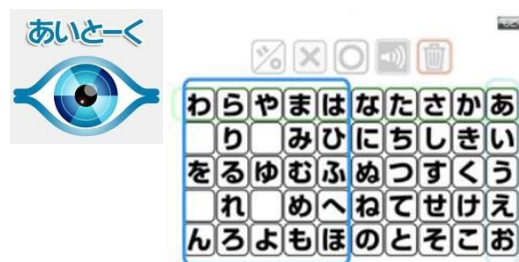 あいとーく
わらやまはなたさかあ
りみひにちしきい
をるゆむふぬつすくう
れめへねてせけえ
んろよもほのとそこお